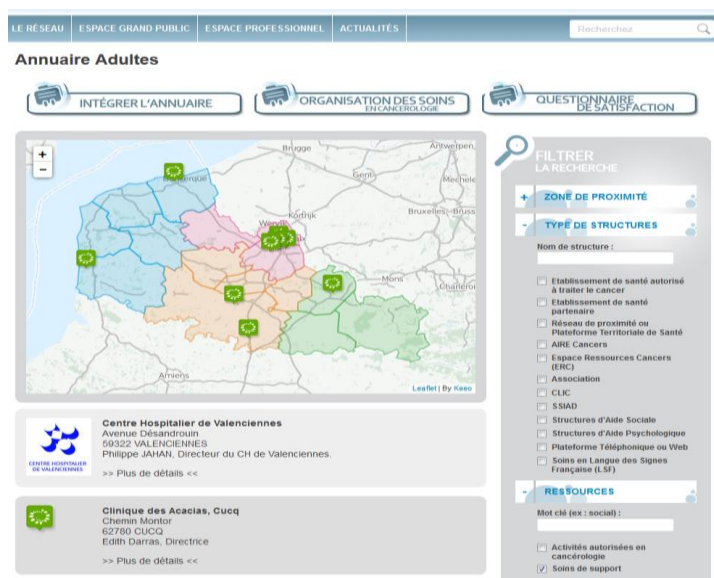 LE RÉSEAU
ESPACE GRAND PUBLIC
ESPACE PROFESSIONNEL
ACTUALITÉS
Recherchez
Annuaire Adultes
INTÉGRER L'ANNUAIRE
ORGANISATION DES SOINS
EN CANCÉROLOGIE
QUESTIONNAIRE
DE SATISFACTION
+
−
Brugge
Antwerpen
Gent
Mechele
Kortrijk
Mons
Charleroi
Amiens
Leaflet | By Keeo
FILTRER
LA RECHERCHE
+ ZONE DE PROXIMITÉ
- TYPE DE STRUCTURES
Nom de structure :
Etablissement de santé autorisé
à traiter le cancer
Etablissement de santé
partenaire
Réseau de proximité ou
Plateforme Territoriale de Santé
AIRE Cancers
Espace Ressources Cancers
(ERC)
Association
CLIC
SSIAD
Structures d'Aide Sociale
Structures d'Aide Psychologique
Plateforme Téléphonique ou Web
Soins en Langue des Signes
Française (LSF)
- RESSOURCES
Mot clé (ex : social) :
Activités autorisées en
cancérologie
Soins de support
CENTRE HOSPITALIER
DE VALENCIENNES
Centre Hospitalier de Valenciennes
Avenue Désandrouin
59322 VALENCIENNES
Philippe JAHAN, Directeur du CH de Valenciennes.
>> Plus de détails <<
Clinique des Acacias, Cucq
Chemin Montor
62780 CUCQ
Edith Darras, Directrice
>> Plus de détails <<